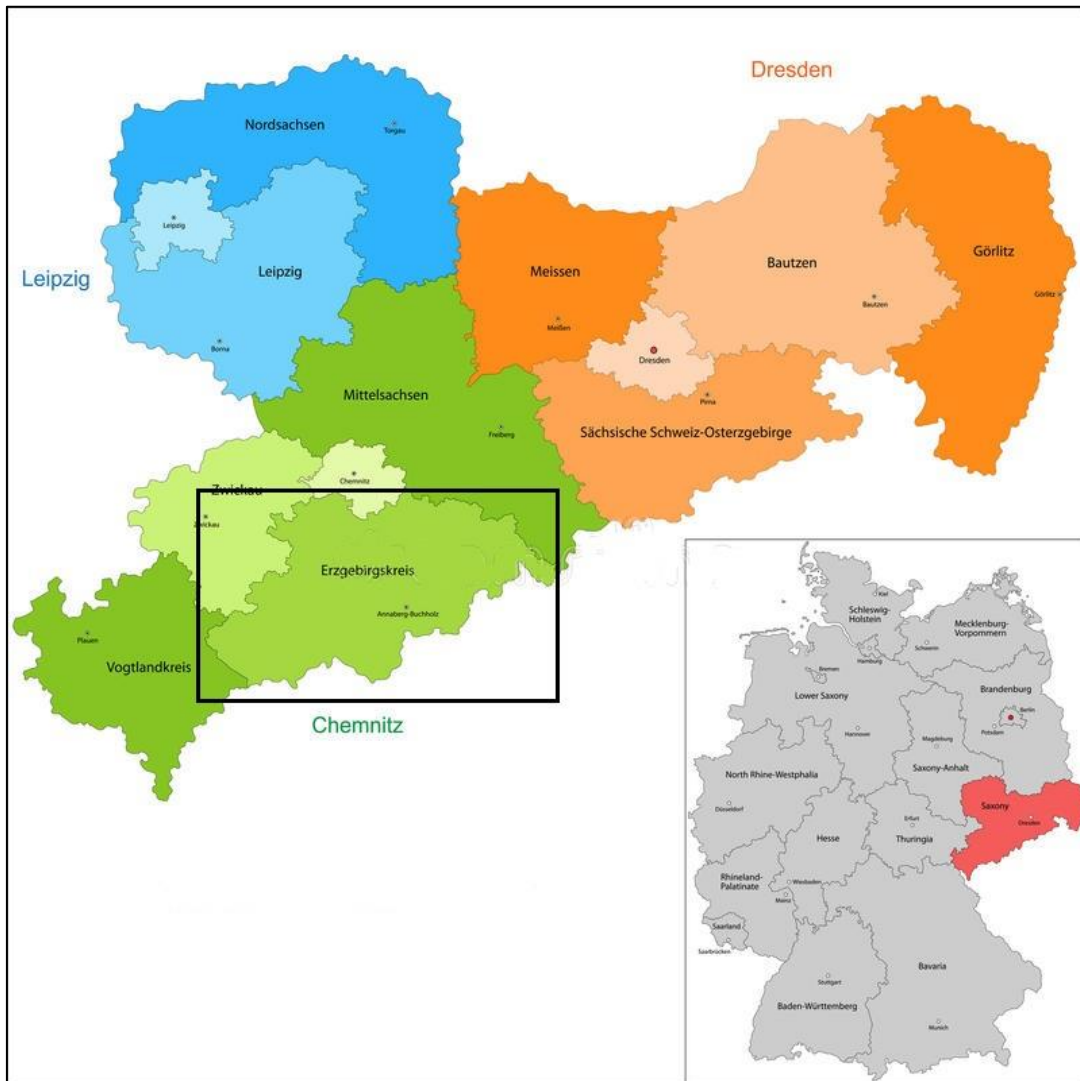 Dresden
Nordsachsen
Torgau
Leipzig
Leipzig
Leipzig
Borna
Meissen
Meißen
Bautzen
Bautzen
Görlitz
Görlitz
Dresden
Pirna
Sächsische Schweiz-Osterzgebirge
Mittelsachsen
Freiberg
Zwickau
Zwickau
Chemnitz
Erzgebirgskreis
Annaberg-Buchholz
Plauen
Vogtlandkreis
Chemnitz
Kiel
Schleswig-
Holstein
Mecklenburg-
Vorpommern
Schwerin
Hamburg
Bremen
Lower Saxony
Brandenburg
Berlin
Potsdam
Hannover
Magdeburg
Saxony-Anhalt
North Rhine-Westphalia
Düsseldorf
Saxony
Dresden
Erfurt
Thuringia
Hesse
Rhineland-
Palatinate
Wiesbaden
Mainz
Saarland
Saarbrücken
Bavaria
Stuttgart
Baden-Württemberg
Munich